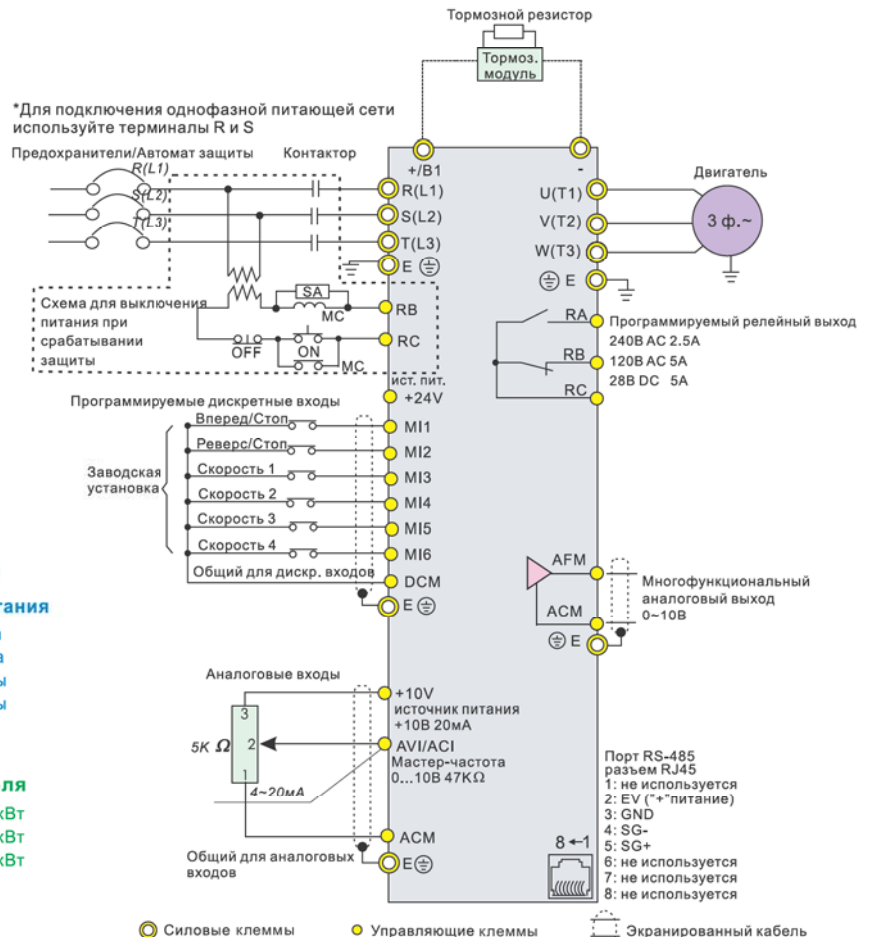 Тормозной резистор
Тормоз.
модуль
*Для подключения однофазной питающей сети
используйте терминалы R и S
Предохранители/Автомат защиты
Контактор
R(L1)
S(L2)
T(L3)
+/B1
-
R(L1)
S(L2)
T(L3)
E
Двигатель
U(T1)
V(T2)
W(T3)
3 ф.~
E
Схема для выключения
питания при
срабатывании
защиты
SA
MC
OFF
ON
MC
RB
RC
RA
RB
RC
Программируемый релейный выход
240В AC 2.5A
120В AC 5A
28В DC 5A
ист. пит.
+24V
Программируемые дискретные входы
Заводская
установка
Вперед/Стоп
MI1
Реверс/Стоп
MI2
Скорость 1
MI3
Скорость 2
MI4
Скорость 3
MI5
Скорость 4
MI6
Общий для дискр. входов
DCM
E
AFM
ACM
E
Многофункциональный
аналоговый выход
0~10В
тания
а
ы
ы
ля
кВт
кВт
кВт
Аналоговые входы
+10V
источник питания
+10В 20мА
3
2
1
5K Ω
AVI/ACI
Мастер-частота
0...10В 47KΩ
4~20мА
ACM
Общий для аналоговых
входов
E
Порт RS-485
разъем RJ45
1: не используется
2: EV ("+"питание)
3: GND
4: SG-
5: SG+
6: не используется
7: не используется
8: не используется
8←1
Силовые клеммы
Управляющие клеммы
Экранированный кабель